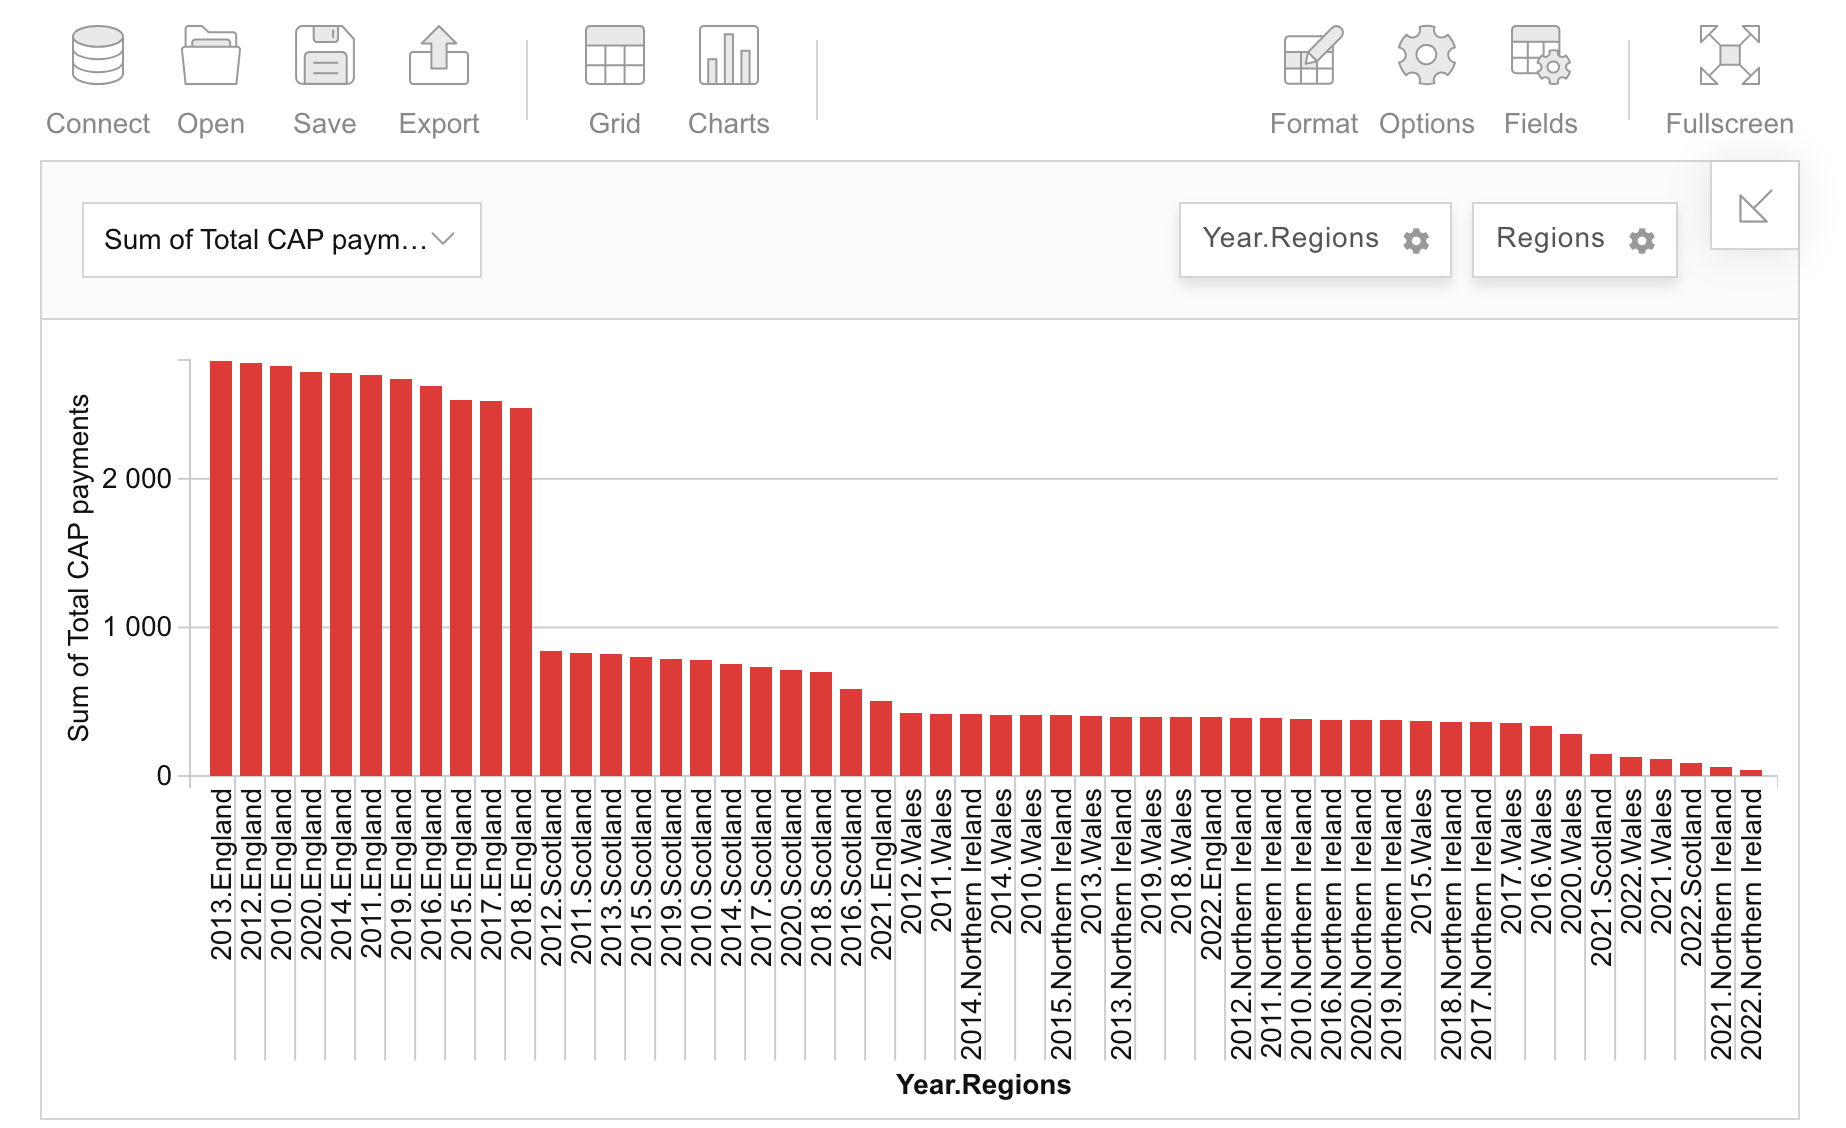 Connect Open Save Export Grid Charts Format Options Fields Fullscreen
Sum of Total CAP paym... Year.Regions Regions
Sum of Total CAP payments
2 000
1 000
0
2013.England
2012.England
2010.England
2020.England
2014.England
2011.England
2019.England
2016.England
2015.England
2017.England
2018.England
2012.Scotland
2011.Scotland
2013.Scotland
2015.Scotland
2019.Scotland
2010.Scotland
2014.Scotland
2017.Scotland
2020.Scotland
2018.Scotland
2016.Scotland
2021.England
2012.Wales
2011.Wales
2014.Northern Ireland
2014.Wales
2010.Wales
2015.Northern Ireland
2013.Wales
2013.Northern Ireland
2019.Wales
2018.Wales
2022.England
2012.Northern Ireland
2011.Northern Ireland
2010.Northern Ireland
2016.Northern Ireland
2020.Northern Ireland
2019.Northern Ireland
2015.Wales
2018.Northern Ireland
2017.Northern Ireland
2017.Wales
2016.Wales
2020.Wales
2021.Scotland
2022.Wales
2021.Wales
2022.Scotland
2021.Northern Ireland
2022.Northern Ireland
Year.Regions